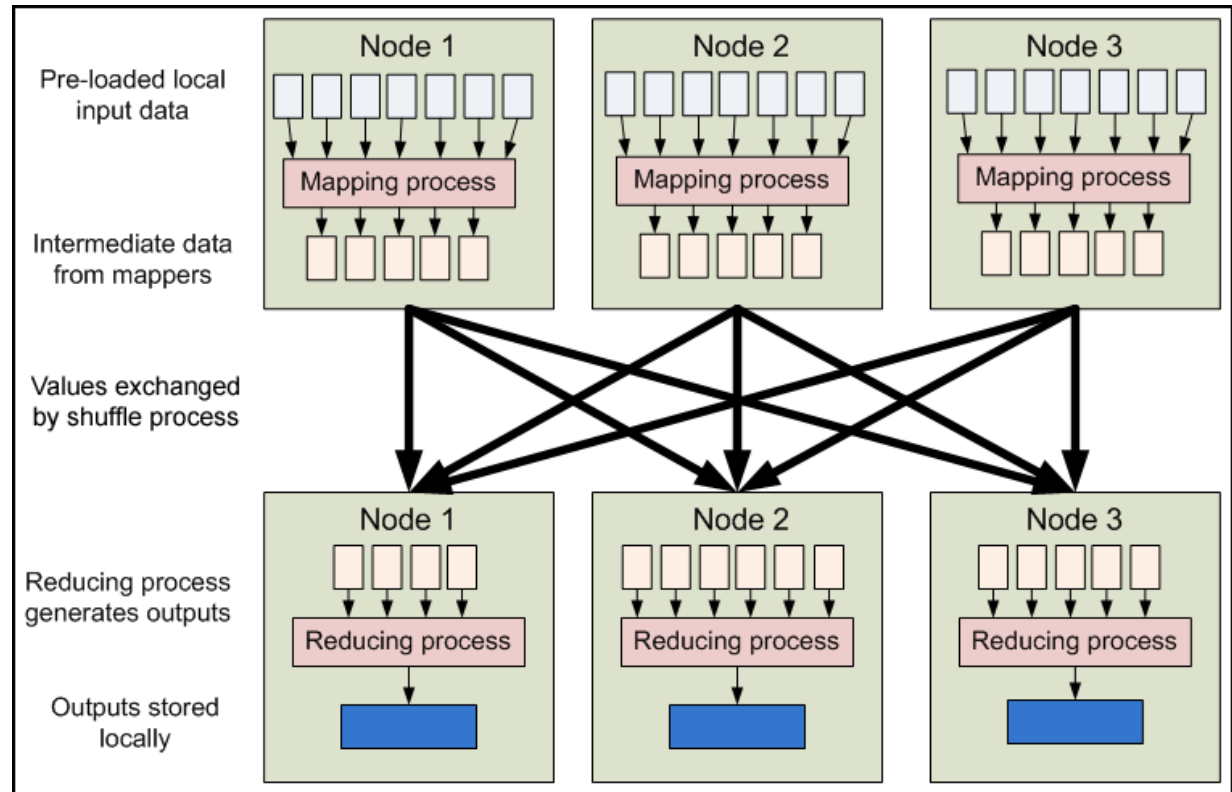 Node 1
Node 2
Node 3
Pre-loaded local
input data
Mapping process
Mapping process
Mapping process
Intermediate data
from mappers
Values exchanged
by shuffle process
Node 1
Node 2
Node 3
Reducing process
generates outputs
Reducing process
Reducing process
Reducing process
Outputs stored
locally